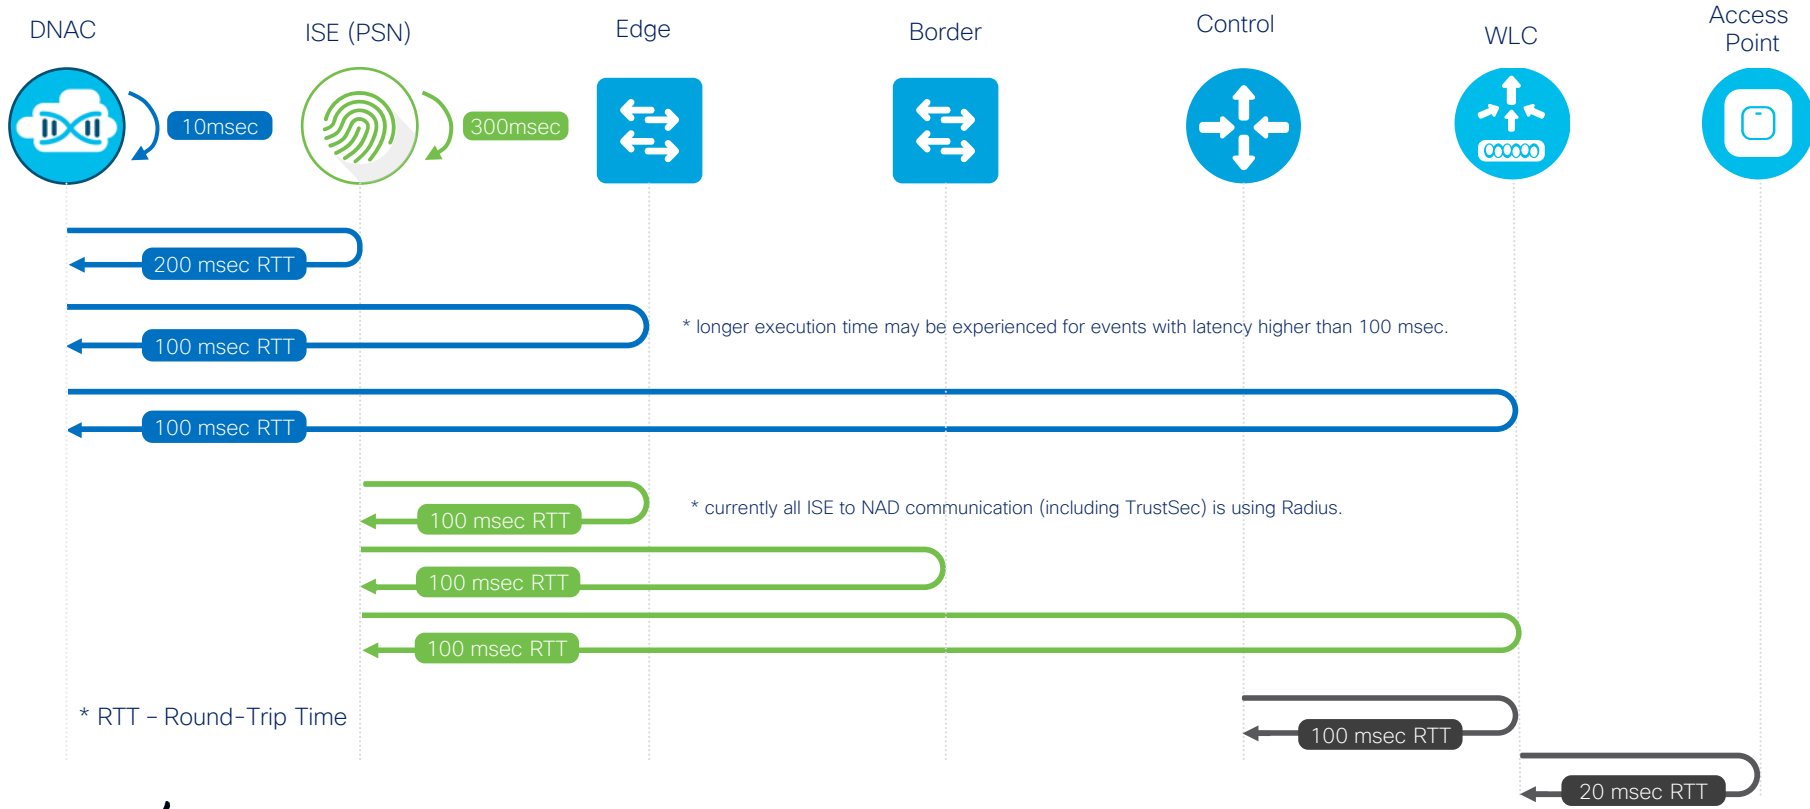 DNAC
ISE (PSN)
Edge
Border
Control
WLC
Access
Point
10msec
300msec
200 msec RTT
100 msec RTT
* longer execution time may be experienced for events with latency higher than 100 msec.
100 msec RTT
100 msec RTT
* currently all ISE to NAD communication (including TrustSec) is using Radius.
100 msec RTT
100 msec RTT
* RTT – Round-Trip Time
100 msec RTT
20 msec RTT